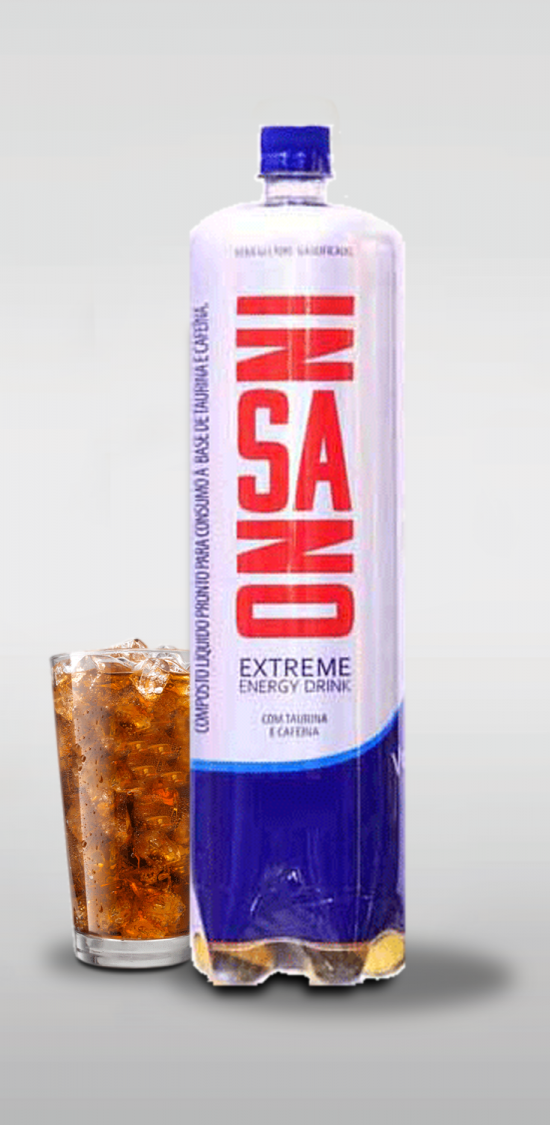 COMPOSTO LÍQUIDO PRONTO PARA CONSUMO À BASE DE TAURINA E CAFEÍNA.
INSANO
EXTREME
ENERGY DRINK
COM TAURINA
E CAFEÍNA